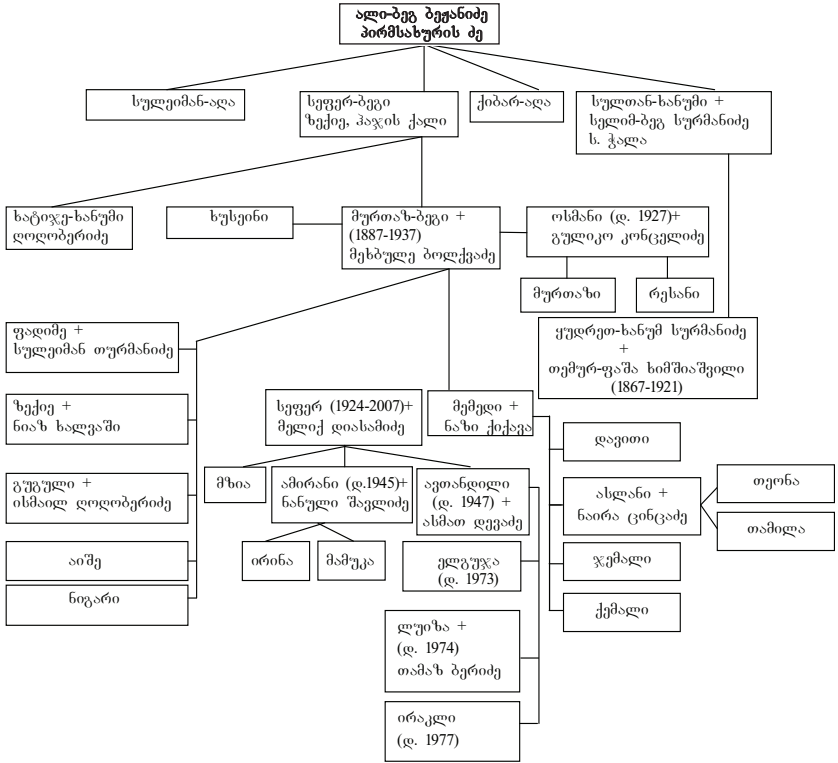 ალი-ბეგ ბეჟანიძე
პირმსახურის ძე
სულეიმან-აღა
სეფერ-ბეგი
ზექიე, ჰაჯის ქალი
ქიბარ-აღა
სულთან-ხანუმი +
სელიმ-ბეგ სურმანიძე
ს. ჭალა
ხატიჯე-ხანუმი
ღოღობერიძე
ხუსეინი
მურთაზ-ბეგი +
(1887-1937)
მეხბულე ბოლქვაძე
ოსმანი (დ. 1927)+
გულიკო კონცელიძე
მურთაზი
რესანი
ყუდრეთ-ხანუმ სურმანიძე
+
თემურ-ფაშა ხიმშიაშვილი
(1867-1921)
ფადიმე +
სულეიმან თურმანიძე
ზექიე +
ნიაზ ხალვაში
გუგული +
ისმაილ ღოღობერიძე
აიშე
ნიგარი
სეფერ (1924-2007)+
მელიქ დიასამიძე
მემედი +
ნაზი ქიქავა
მზია
ამირანი (დ.1945)+
ნანული შავლიძე
ავთანდილი
(დ. 1947) +
ასმათ დევაძე
ირინა
მამუკა
ელგუჯა
(დ. 1973)
ლუიზა +
(დ. 1974)
თამაზ ბერიძე
ირაკლი
(დ. 1977)
დავითი
ასლანი +
ნაირა ცინცაძე
ჯემალი
ქემალი
თეონა
თამილა